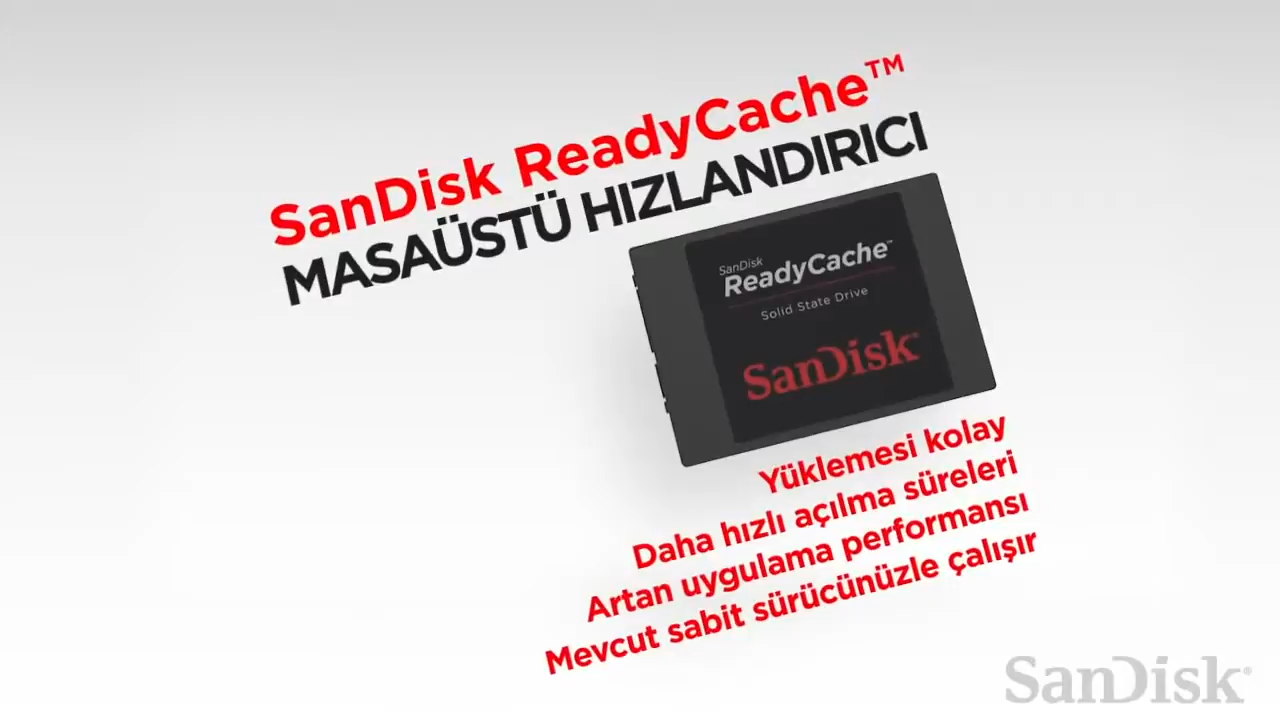 SanDisk ReadyCache™
MASAÜSTÜ HIZLANDIRICI
SanDisk
ReadyCache™
Solid State Drive
SanDisk
Yüklemesi kolay
Daha hızlı açılma süreleri
Artan uygulama performansı
Mevcut sabit sürücünüzle çalışır
SanDisk®